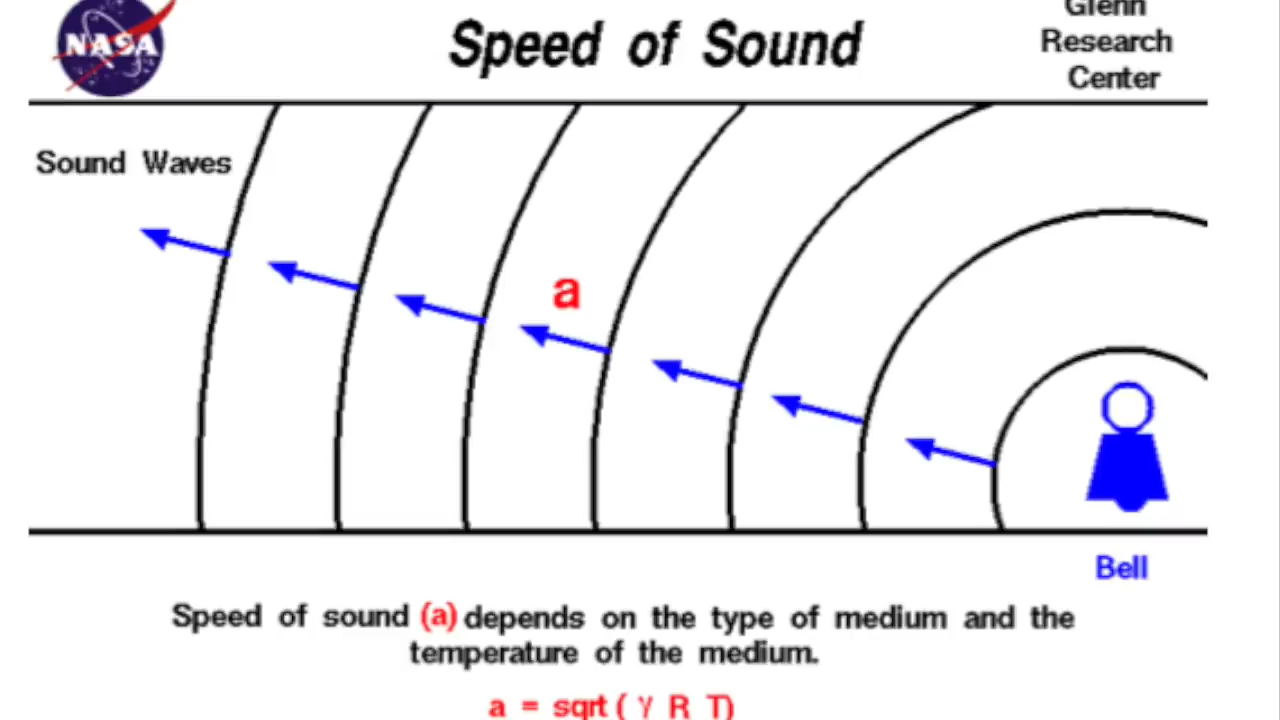 NASA
Speed of Sound
Glenn
Research
Center
Sound Waves
a
Bell
Speed of sound (a) depends on the type of medium and the
temperature of the medium.
a = sqrt ( γ R T)